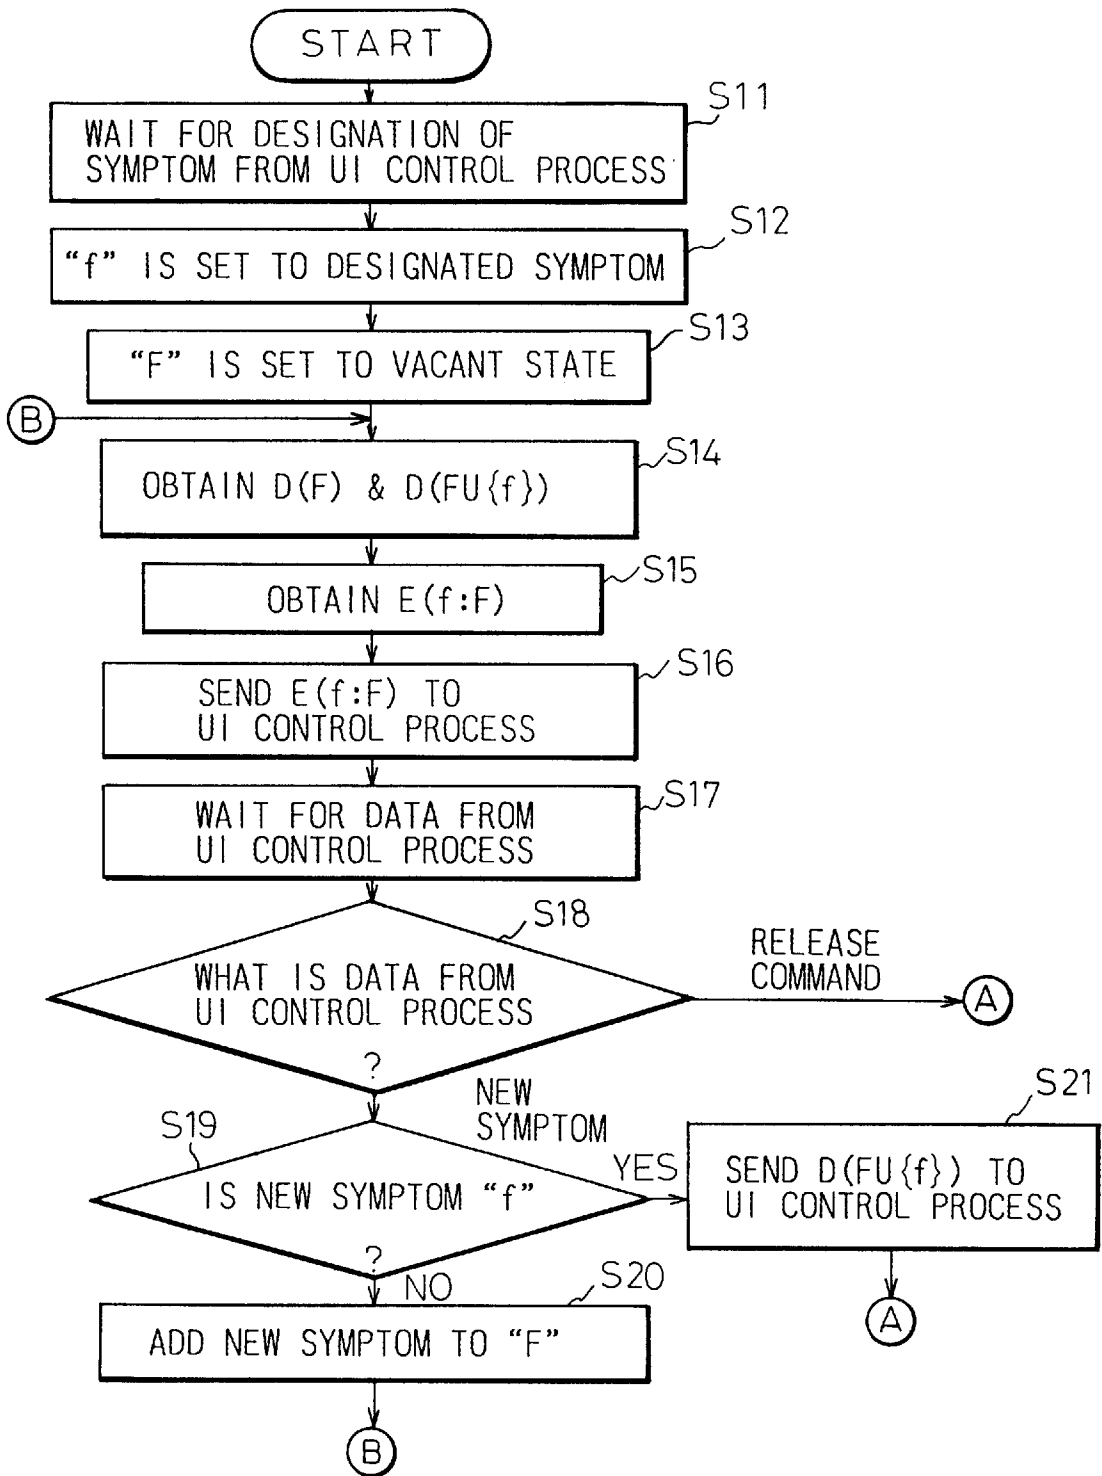 START
S11
WAIT FOR DESIGNATION OF
SYMPTOM FROM UI CONTROL PROCESS
S12
“f” IS SET TO DESIGNATED SYMPTOM
S13
“F” IS SET TO VACANT STATE
B
S14
OBTAIN D(F) & D(FU{f})
S15
OBTAIN E(f:F)
S16
SEND E(f:F) TO
UI CONTROL PROCESS
S17
WAIT FOR DATA FROM
UI CONTROL PROCESS
S18
WHAT IS DATA FROM
UI CONTROL PROCESS
?
RELEASE
COMMAND
A
NEW
SYMPTOM
S19
IS NEW SYMPTOM “f”
?
YES
S21
SEND D(FU{f}) TO
UI CONTROL PROCESS
A
NO
S20
ADD NEW SYMPTOM TO “F”
B